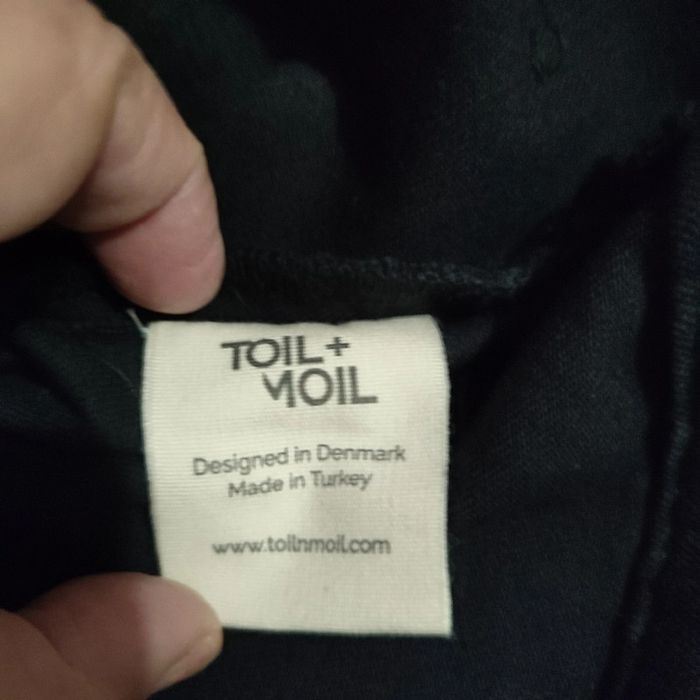 TOIL+
MOIL
Designed in Denmark
Made in Turkey
www.toilnmoil.com